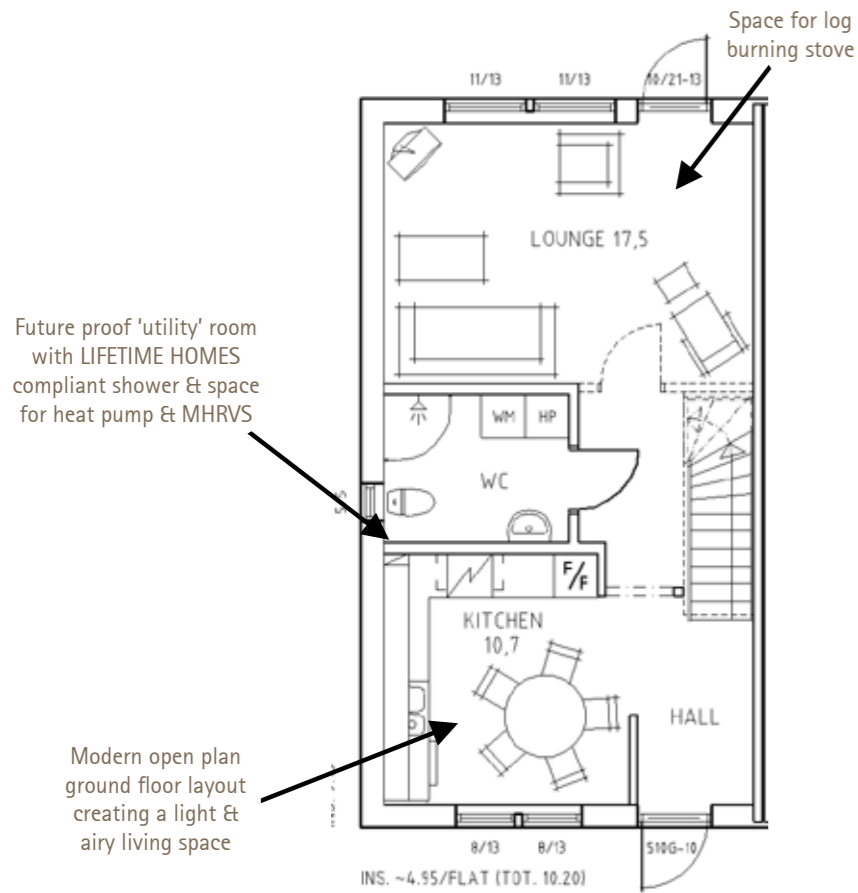 Space for log
burning stove
11/13 11/13 10/21-13
LOUNGE 17,5
Future proof ‘utility’ room
with LIFETIME HOMES
compliant shower & space
for heat pump & MHRVS
WM HP
WC
F/F
KITCHEN
10,7
HALL
Modern open plan
ground floor layout
creating a light &
airy living space
8/13 8/13 S10G-10
INS. ~4.95/FLAT (TOT. 10.20)